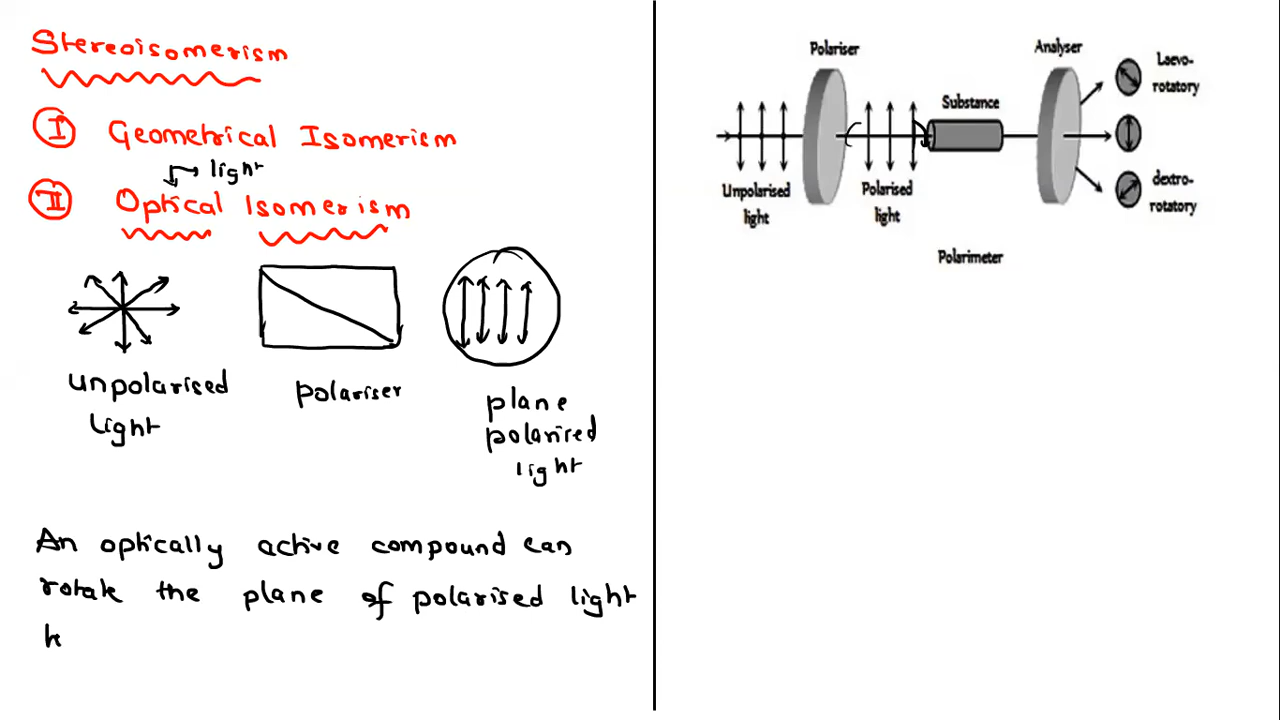 Stereoisomerism
I Geometrical Isomerism
light
II Optical Isomerism
unpolarised
light
polariser
plane
polarised
light
An optically active compound can
rotate the plane of polarised light
k
Polariser
Analyser
Laevo-
rotatory
Substance
Unpolarised
light
Polarised
light
dextro-
rotatory
Polarimeter